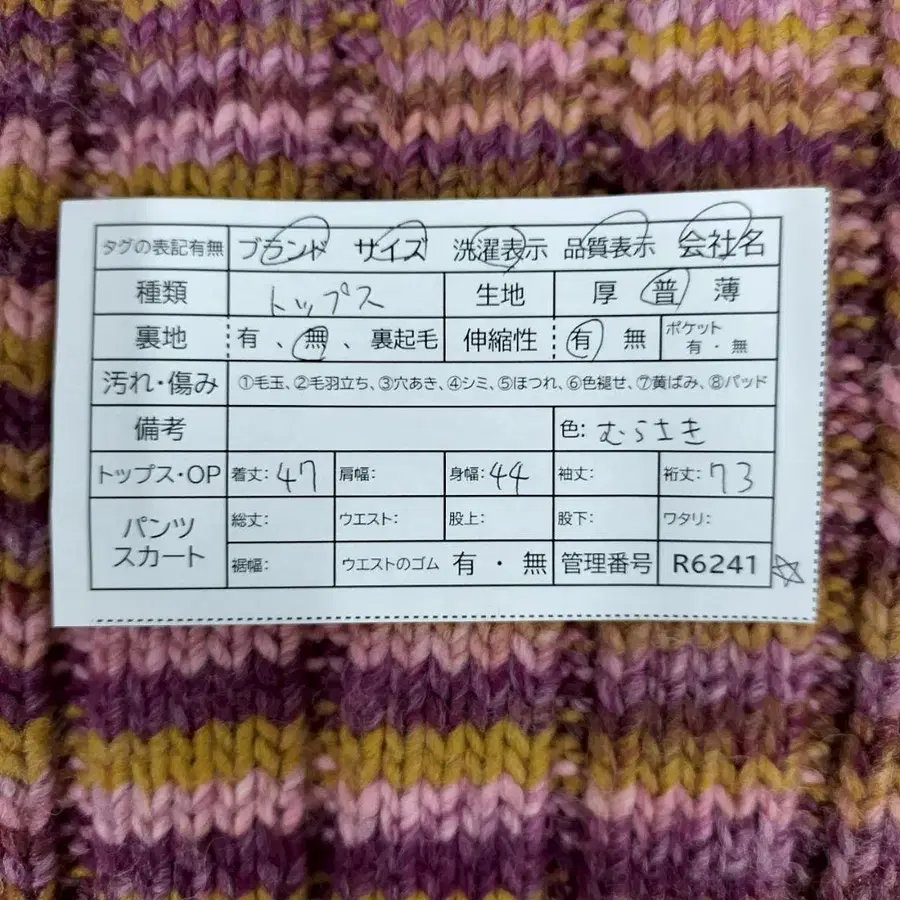 タグの表記有無 ブランド サイズ 洗濯表示 品質表示 会社名
種類 トップス 生地 厚 普 薄
裏地 有 、 無 、 裏起毛 伸縮性 有 無 ポケット 有 ・ 無
汚れ・傷み ①毛玉、②毛羽立ち、③穴あき、④シミ、⑤ほつれ、⑥色褪せ、⑦黄ばみ、⑧パッド
備考 色: むらさき
トップス・OP 着丈: 47 肩幅: 身幅: 44 袖丈: 裄丈: 73
パンツ スカート 総丈: ウエスト: 股上: 股下: ワタリ:
裾幅: ウエストのゴム 有 ・ 無 管理番号 R6241